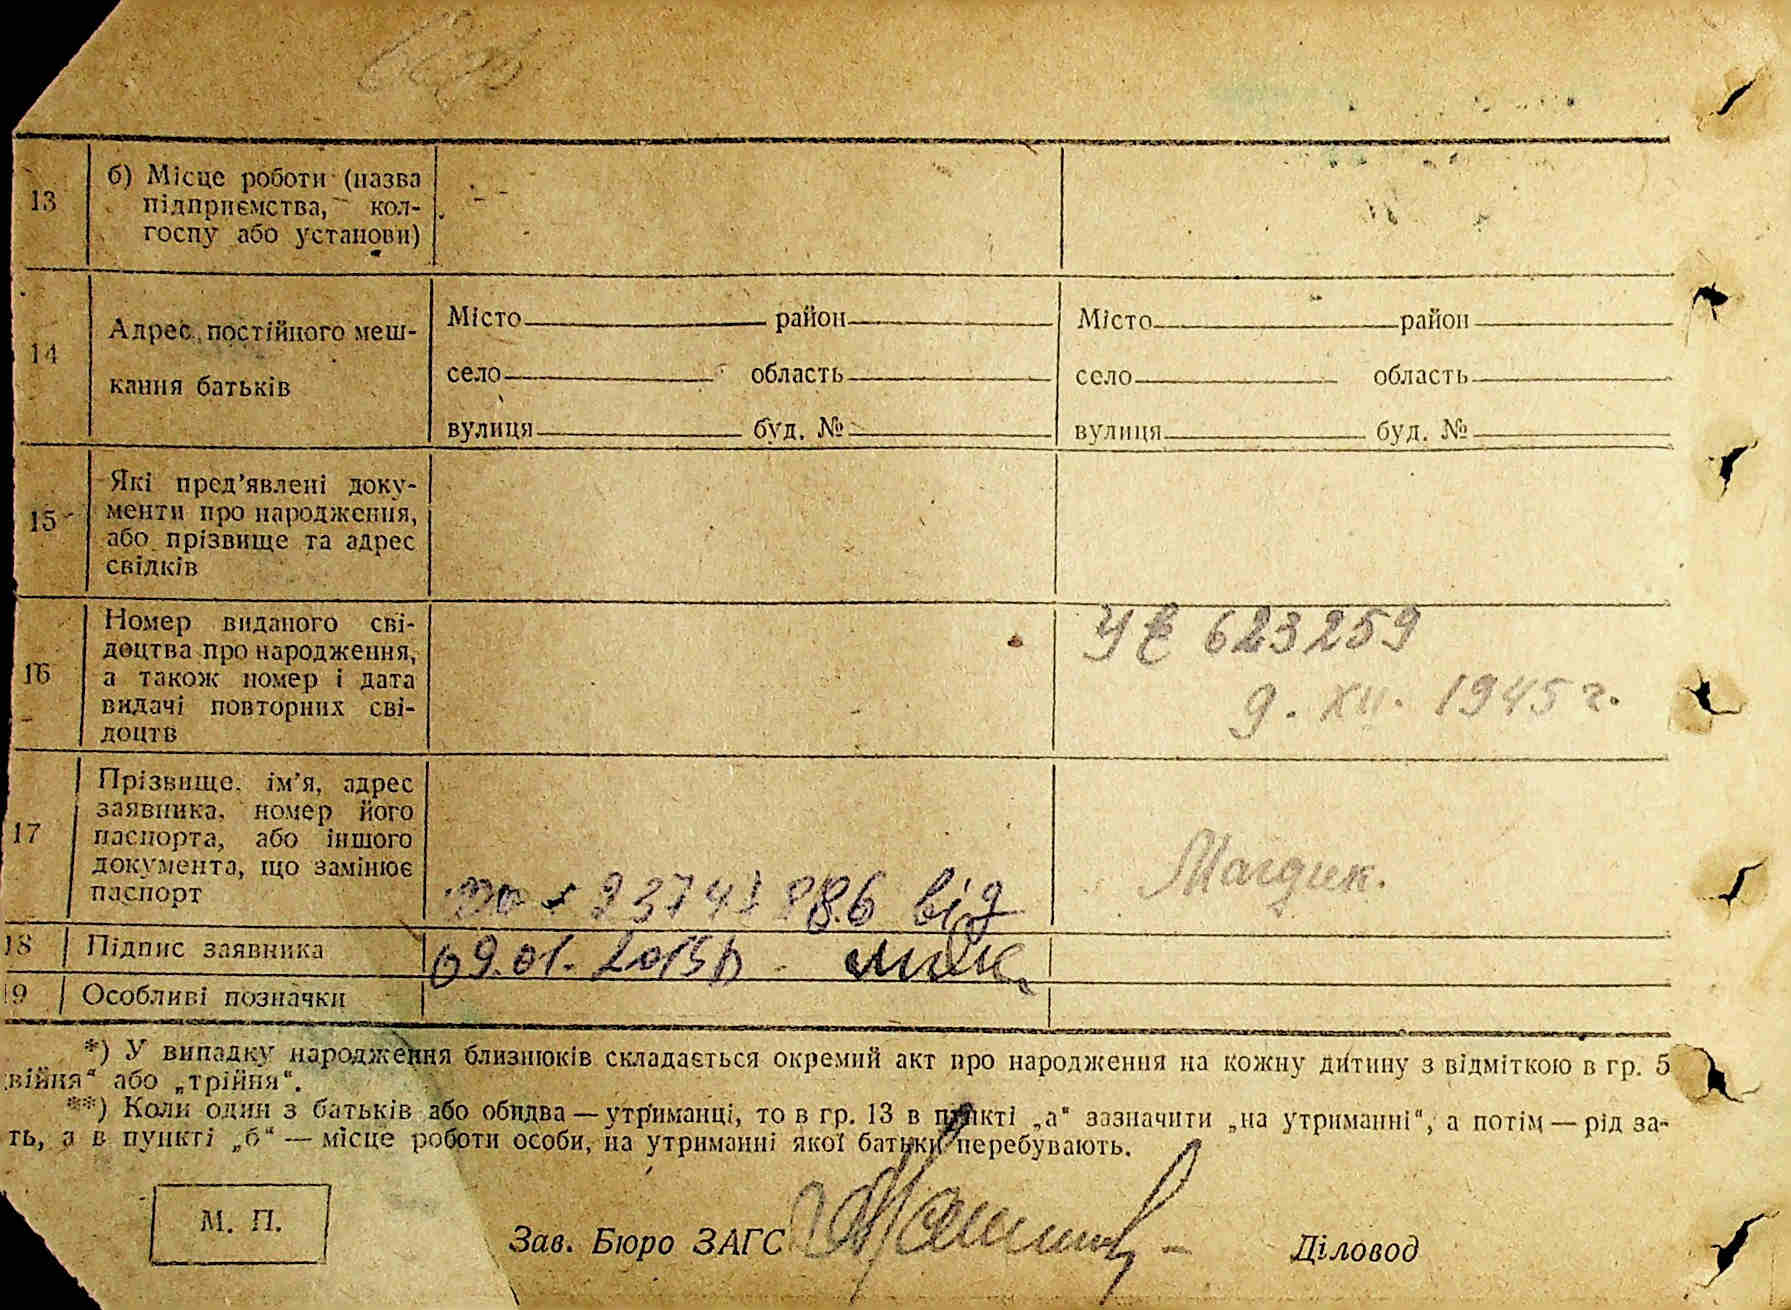 13
б) Місце роботи (назва
підприємства, кол-
госпу або установи)
14
Адрес постійного меш-
кання батьків
Місто район
село область
вулиця буд. №
Місто район
село область
вулиця буд. №
15
Які пред'явлені доку-
менти про народження,
або прізвище та адрес
свідків
16
Номер виданого сві-
доцтва про народження,
а також номер і дата
видачі повторних сві-
доцтв
УЕ 623259
9. XII. 1945 г.
17
Прізвище, ім'я, адрес
заявника, номер його
паспорта, або іншого
документа, що замінює
паспорт
від
Магдик.
18 Підпис заявника
09.01.2015р
19 Особливі позначки
*) У випадку народження близнюків складається окремий акт про народження на кожну дитину з відміткою в гр. 5
війня" або „трійня".
**) Коли один з батьків або обидва — утриманці, то в гр. 13 в пункті „а" зазначити „на утриманні", а потім — рід за-
ть, а в пункті „б" — місце роботи особи, на утриманні якої батьки перебувають.
М. П.
Зав. Бюро ЗАГС
Діловод